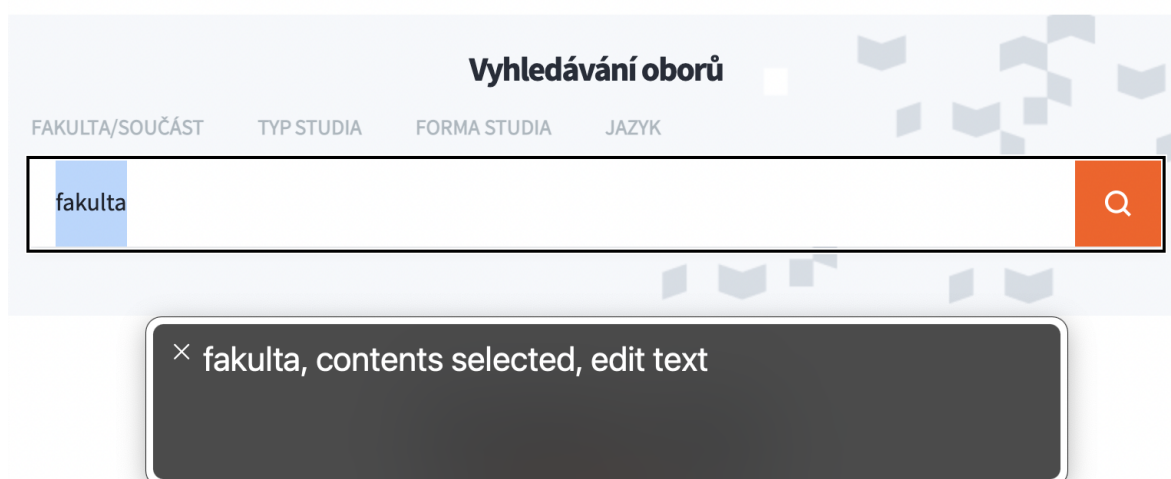 Vyhledávání oborů
FAKULTA/SOUČÁST TYP STUDIA FORMA STUDIA JAZYK
fakulta
fakulta, contents selected, edit text